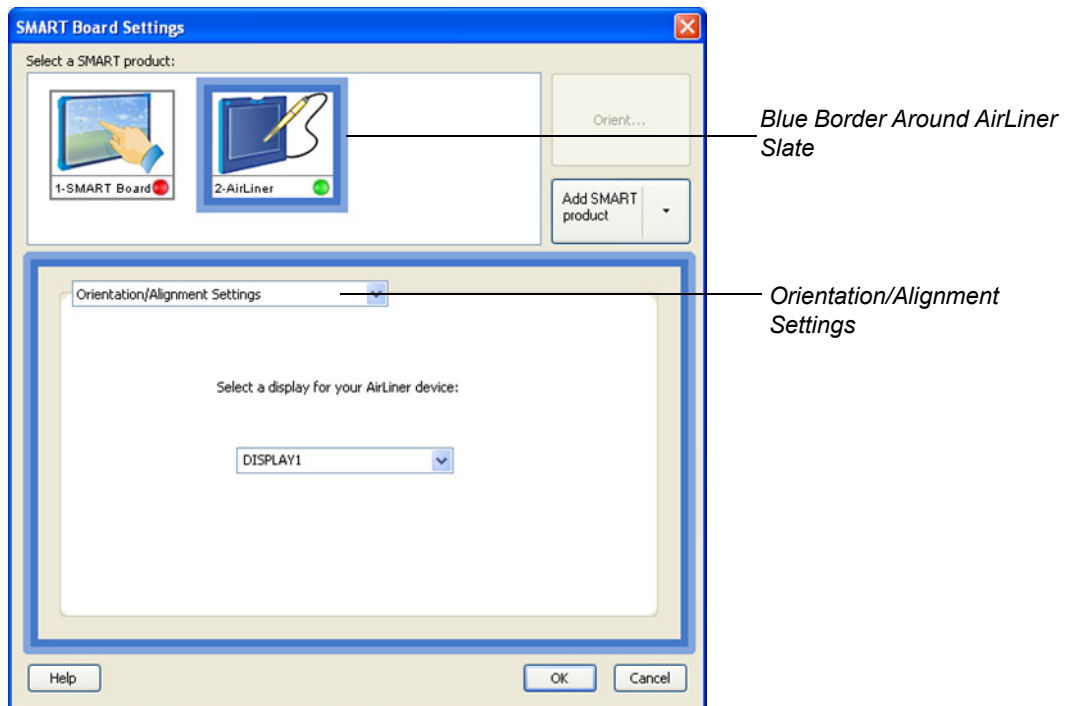 SMART Board Settings
Select a SMART product:
1-SMART Board
2-AirLiner
Orient...
Add SMART
product
Blue Border Around AirLiner
Slate
Orientation/Alignment Settings
Orientation/Alignment
Settings
Select a display for your AirLiner device:
DISPLAY1
Help
OK
Cancel